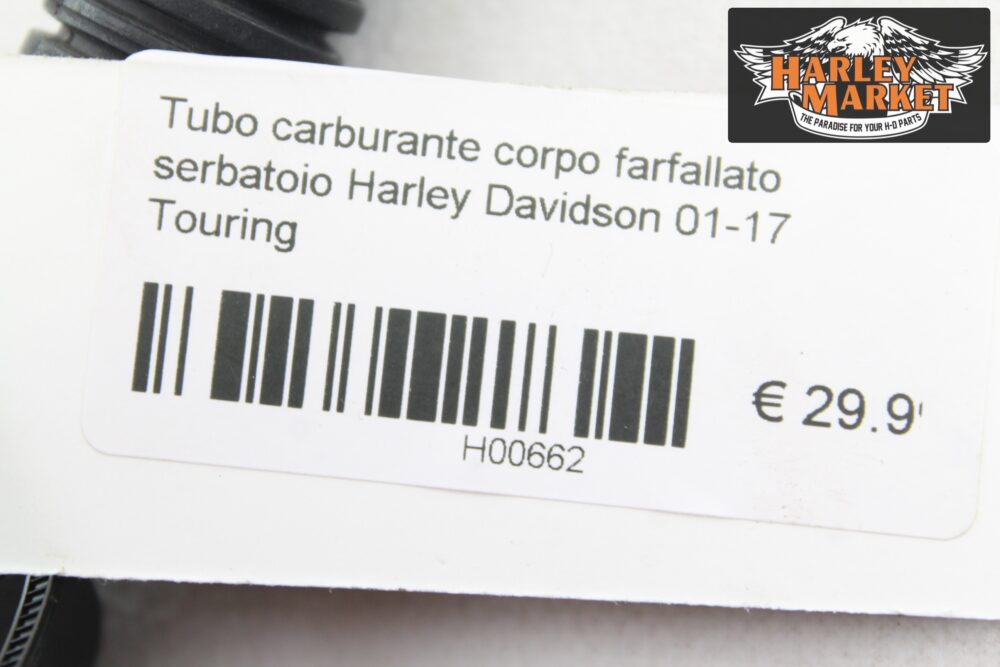 HARLEY
MARKET
THE PARADISE FOR YOUR H-D PARTS
Tubo carburante corpo farfallato
serbatoio Harley Davidson 01-17
Touring
€ 29.9
H00662